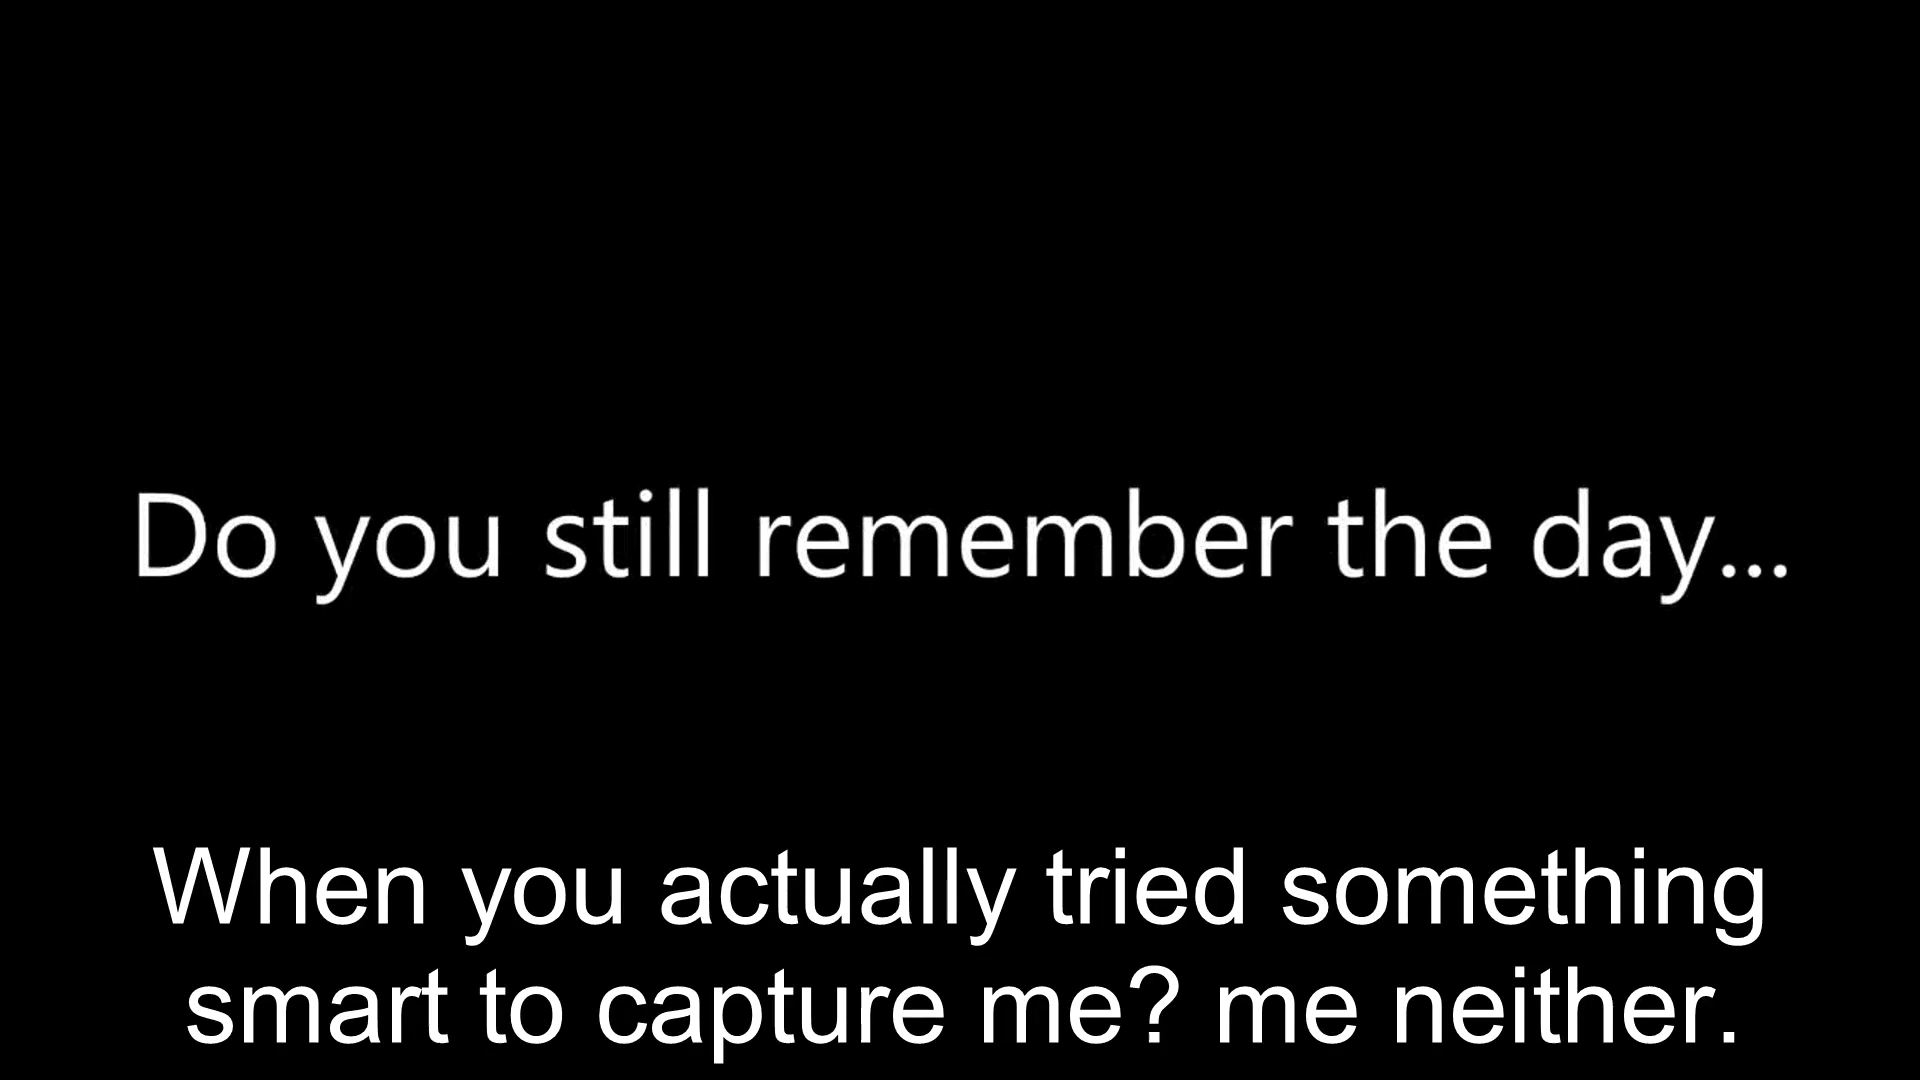 Do you still remember the day...
When you actually tried something
smart to capture me? me neither.